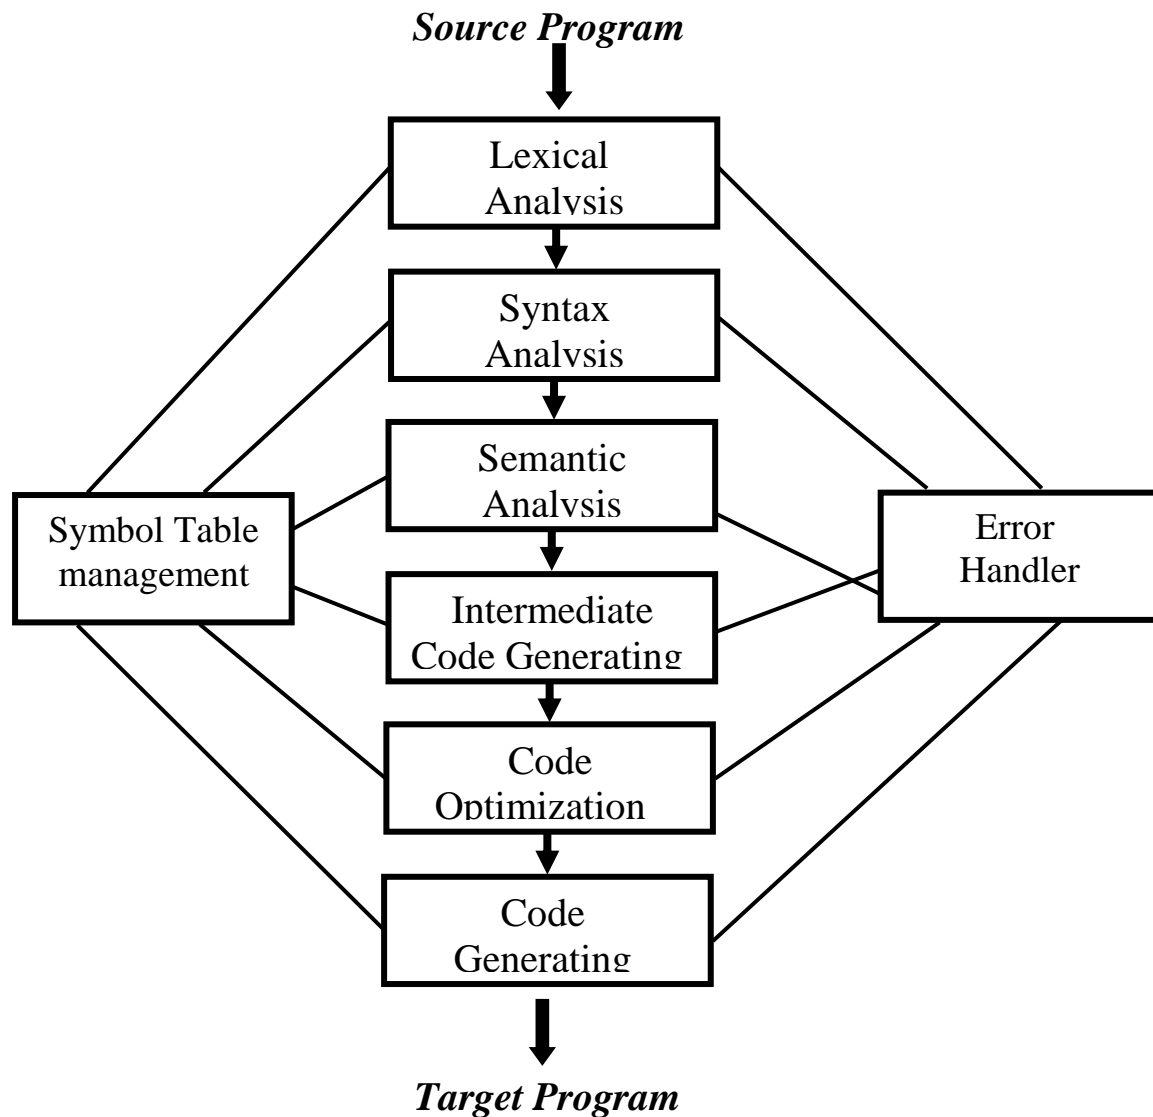 Source Program
Lexical
Analysis
Syntax
Analysis
Semantic
Analysis
Symbol Table
management
Error
Handler
Intermediate
Code Generating
Code
Optimization
Code
Generating
Target Program